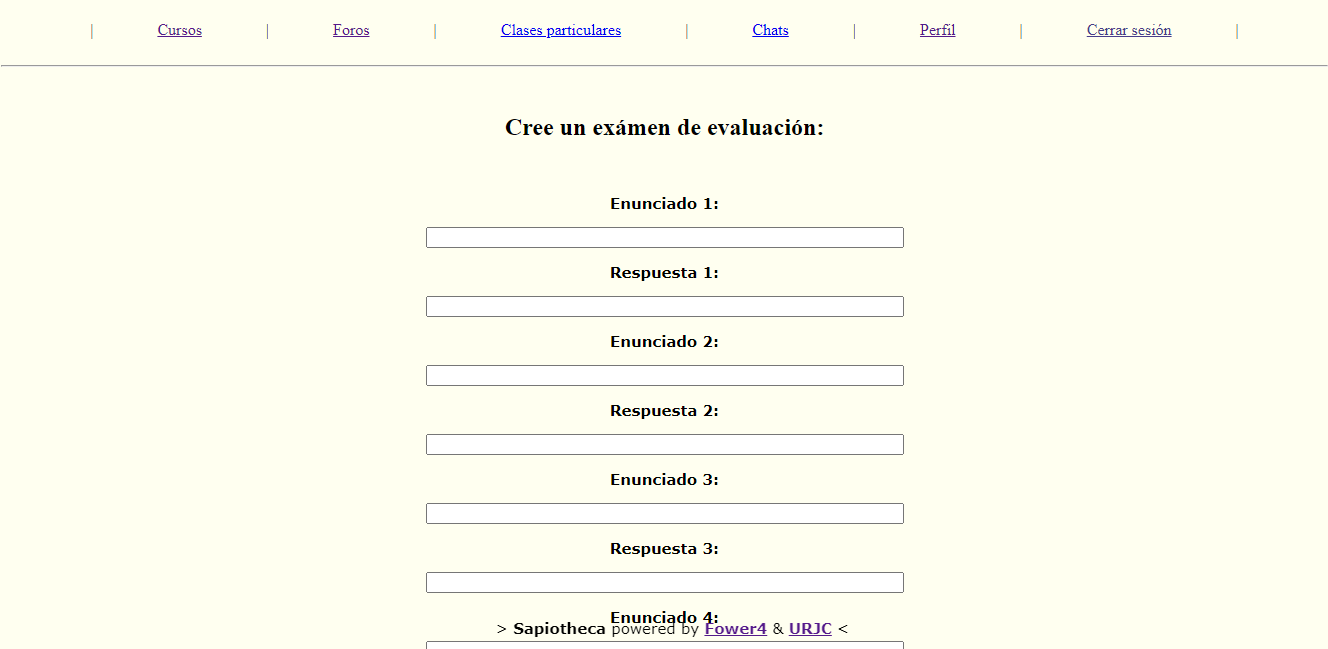 | Cursos | Foros | Clases particulares | Chats | Perfil | Cerrar sesión |
Cree un exámen de evaluación:
Enunciado 1:
Respuesta 1:
Enunciado 2:
Respuesta 2:
Enunciado 3:
Respuesta 3:
Enunciado 4:
> Sapiotheca powered by Fower4 & URJC <